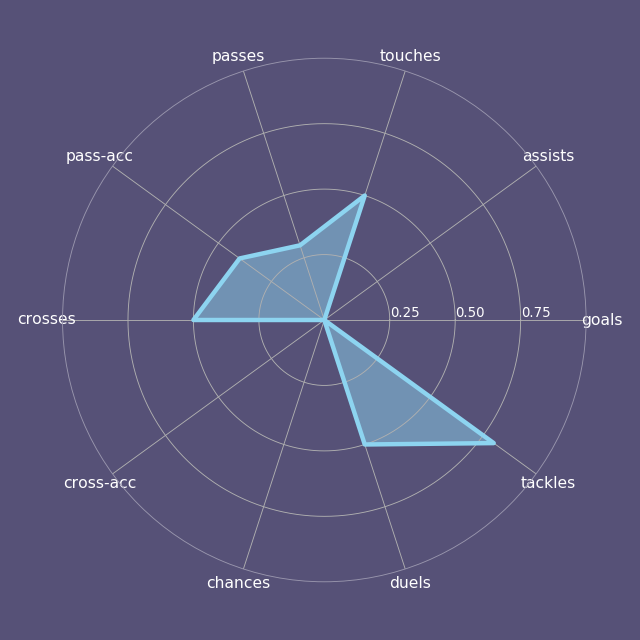 passes
touches
pass-acc
assists
crosses
0.25
0.50
0.75
goals
cross-acc
tackles
chances
duels